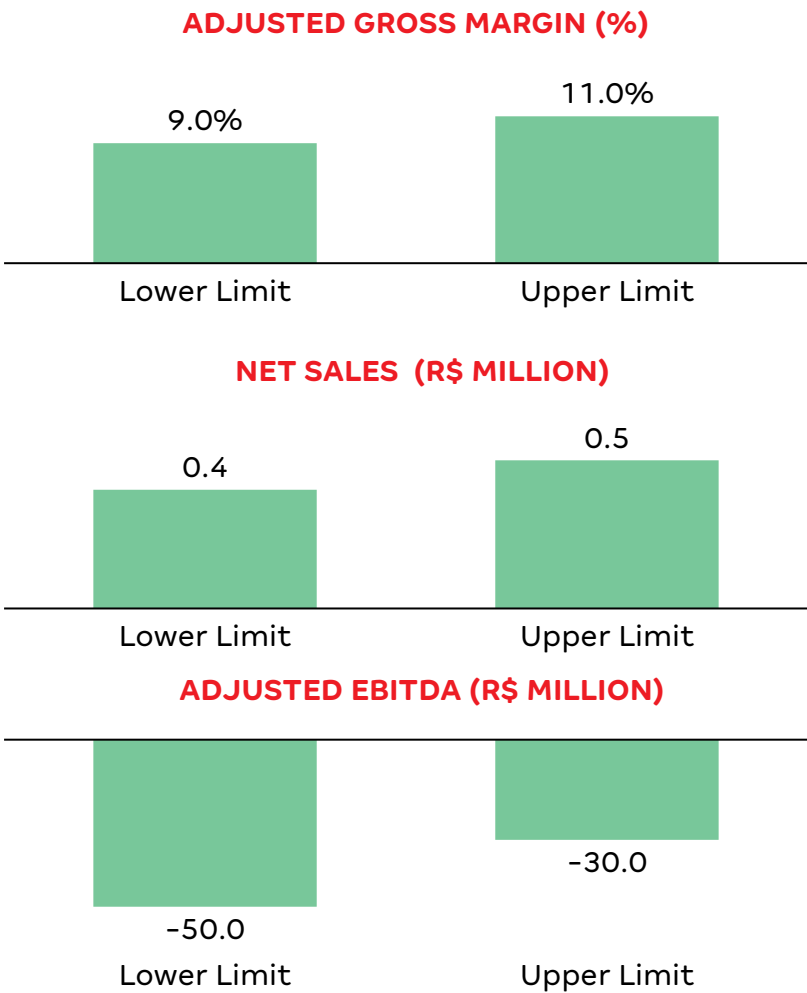 ADJUSTED GROSS MARGIN (%)
9.0%
11.0%
Lower Limit
Upper Limit
NET SALES (R$ MILLION)
0.4
0.5
Lower Limit
Upper Limit
ADJUSTED EBITDA (R$ MILLION)
-50.0
-30.0
Lower Limit
Upper Limit